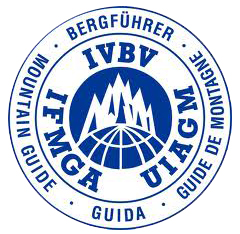 · BERGFÜHRER ·
GUIDE DE MONTAGNE
· GUIDA ·
MOUNTAIN GUIDE
IVBV
UIAGM
IFMGA